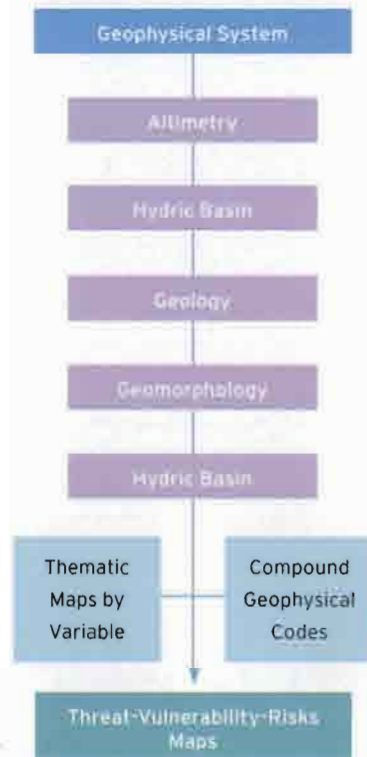 Geophysical System
Altimetry
Hydric Basin
Geology
Geomorphology
Hydric Basin
Thematic
Maps by
Variable
Compound
Geophysical
Codes
Threat-Vulnerability-Risks
Maps